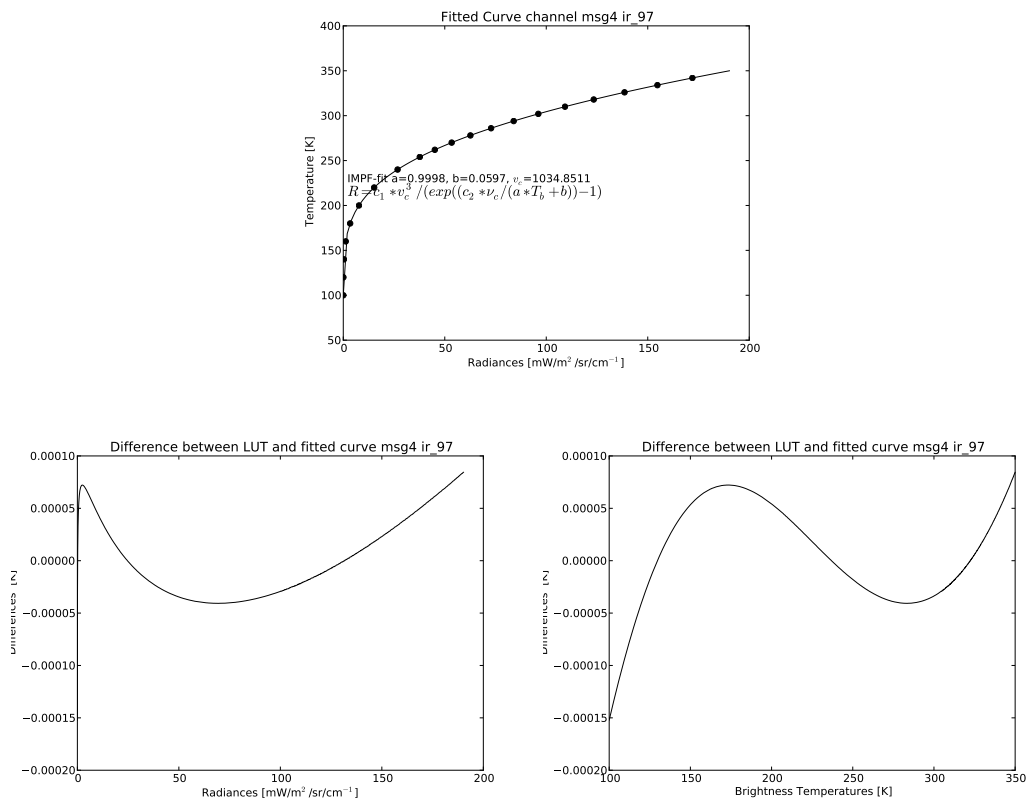 Fitted Curve channel msg4 ir_97
400
350
300
250
200
150
100
50
Temperature [K]
IMPF-fit a=0.9998, b=0.0597, v_c=1034.8511
R=c_1*v_c^3/(exp((c_2*ν_c/(a*T_b+b))−1)
0 50 100 150 200
Radiances [mW/m² /sr/cm⁻¹]
Difference between LUT and fitted curve msg4 ir_97
0.00010
0.00005
0.00000
−0.00005
−0.00010
−0.00015
−0.00020
Differences [K]
0 50 100 150 200
Radiances [mW/m² /sr/cm⁻¹]
Difference between LUT and fitted curve msg4 ir_97
0.00010
0.00005
0.00000
−0.00005
−0.00010
−0.00015
−0.00020
Differences [K]
100 150 200 250 300 350
Brightness Temperatures [K]